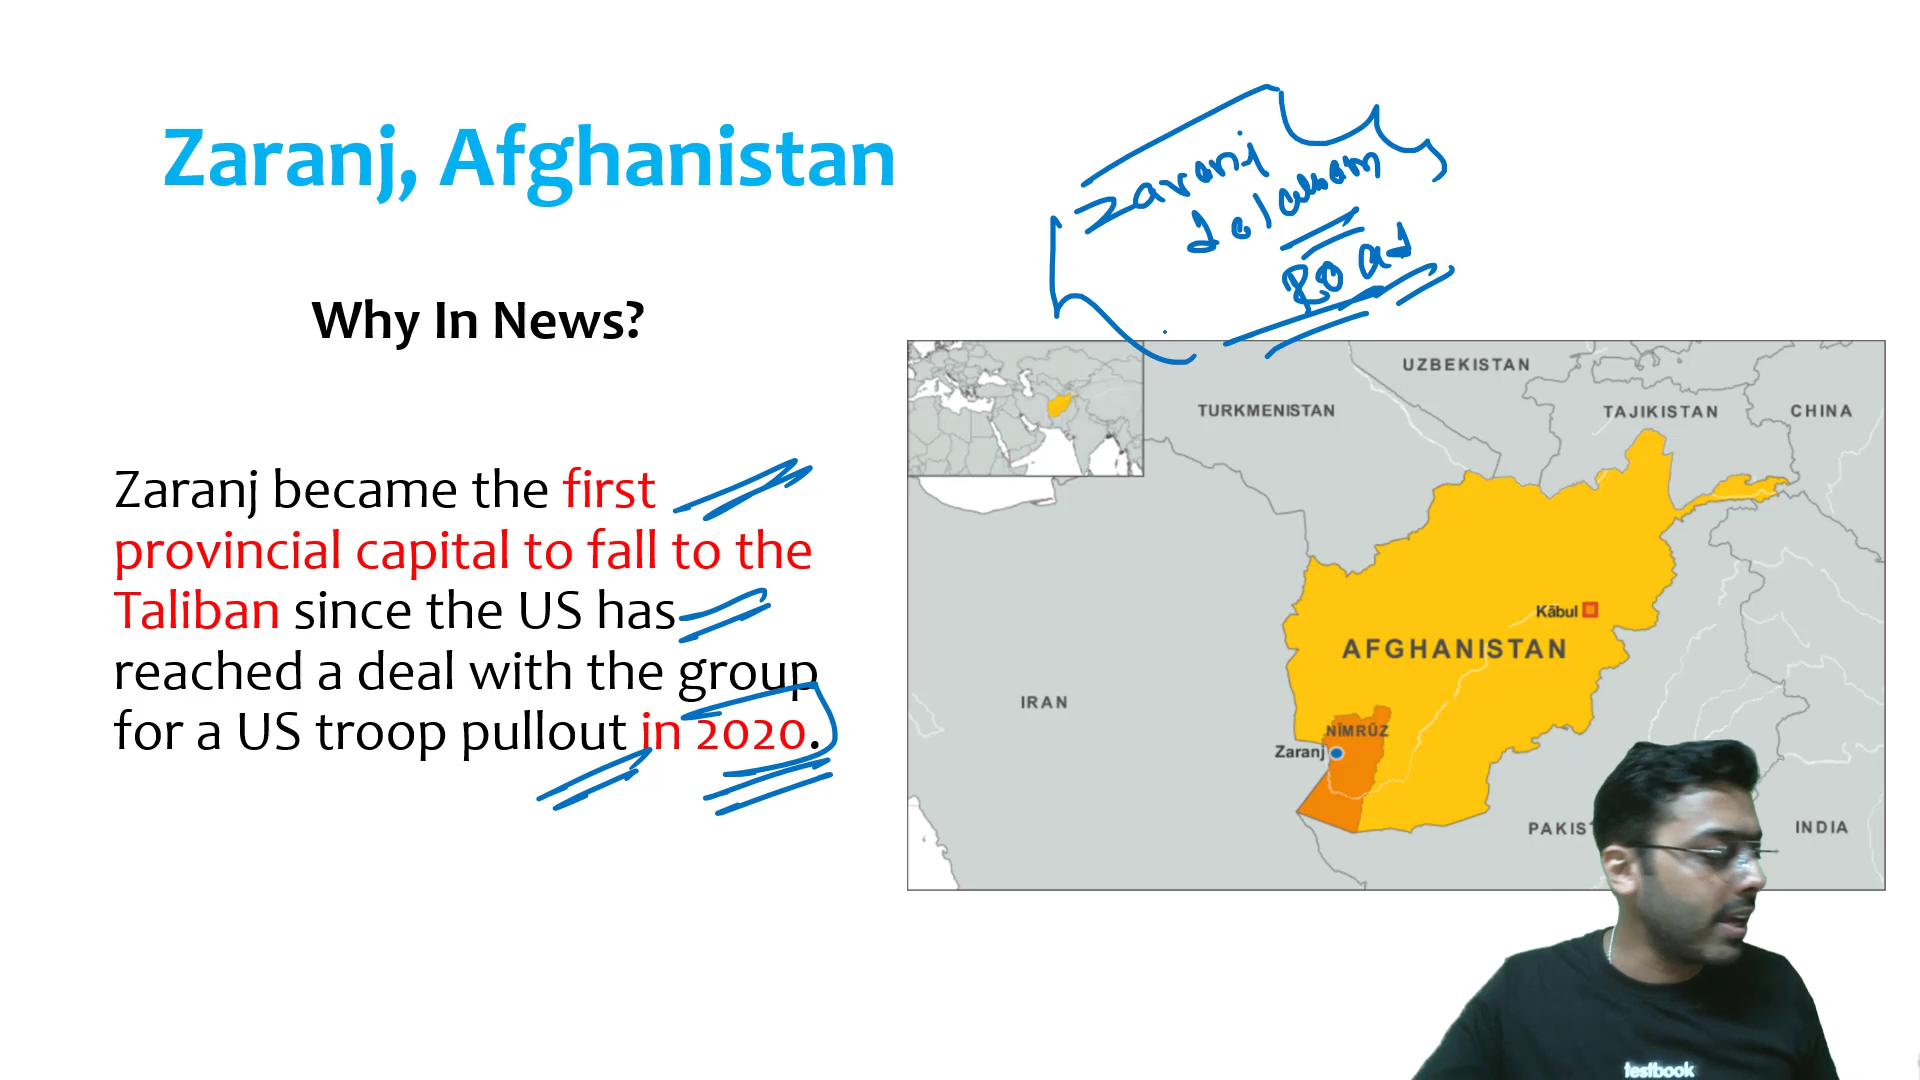 Zaranj, Afghanistan
Zaranj
delaram
Road
Why In News?
Zaranj became the first
provincial capital to fall to the
Taliban since the US has
reached a deal with the group
for a US troop pullout in 2020.
UZBEKISTAN
TURKMENISTAN
TAJIKISTAN
CHINA
Kābul
AFGHANISTAN
IRAN
NĪMRŪZ
Zaranj
PAKIS
INDIA
testbook